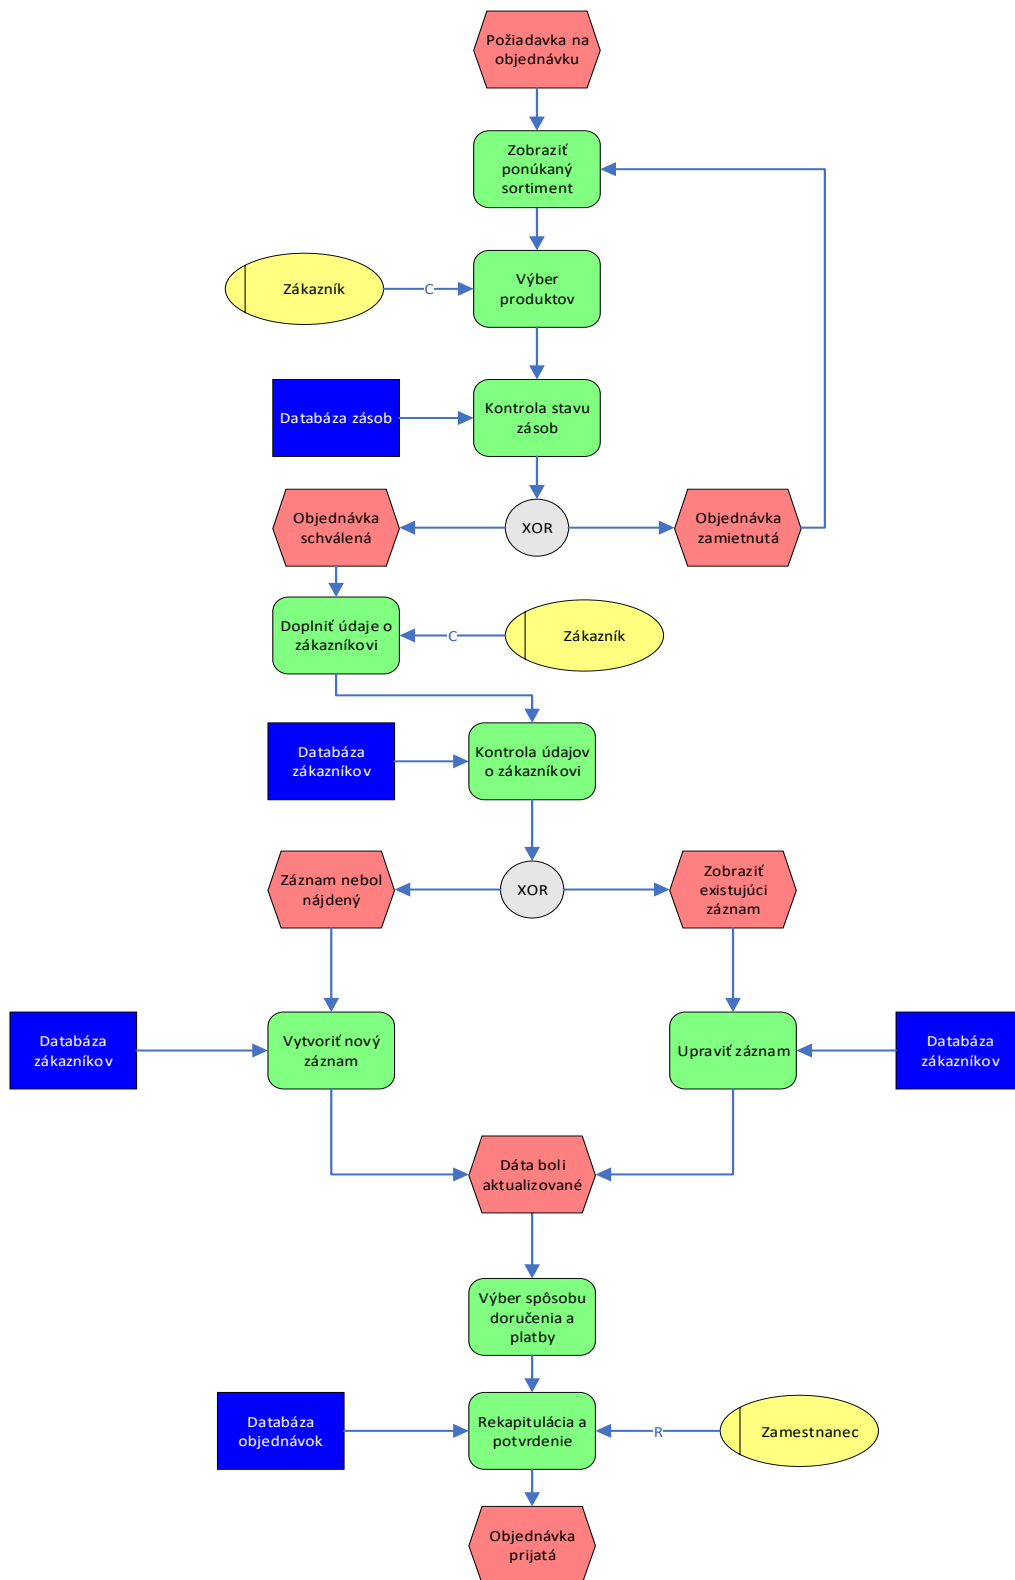 Požiadavka na
objednávku
Zobraziť
ponúkaný
sortiment
Zákazník
C
Výber
produktov
Databáza zásob
Kontrola stavu
zásob
Objednávka
schválená
XOR
Objednávka
zamietnutá
Doplniť údaje o
zákazníkovi
C
Zákazník
Databáza
zákazníkov
Kontrola údajov
o zákazníkovi
Záznam nebol
nájdený
XOR
Zobraziť
existujúci
záznam
Databáza
zákazníkov
Vytvoriť nový
záznam
Upraviť záznam
Databáza
zákazníkov
Dáta boli
aktualizované
Výber spôsobu
doručenia a
platby
Databáza
objednávok
Rekapitulácia a
potvrdenie
R
Zamestnanec
Objednávka
prijatá